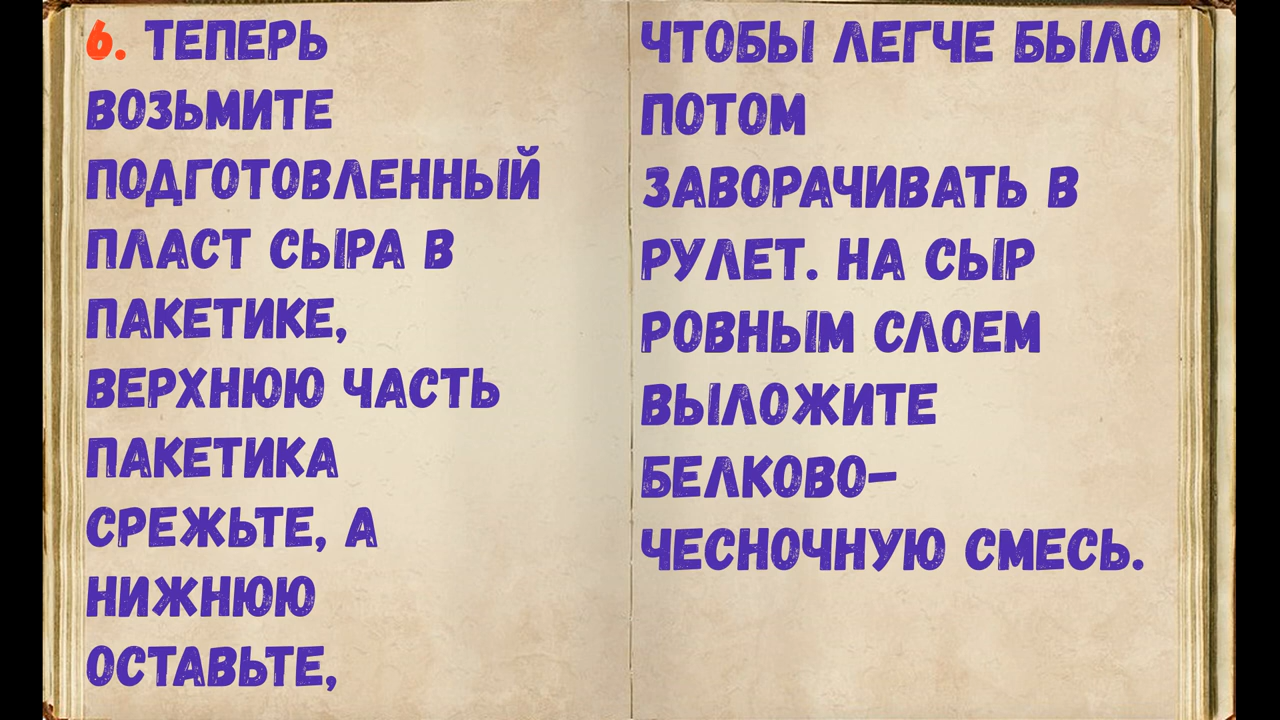 6. ТЕПЕРЬ
ВОЗЬМИТЕ
ПОДГОТОВЛЕННЫЙ
ПЛАСТ СЫРА В
ПАКЕТИКЕ,
ВЕРХНЮЮ ЧАСТЬ
ПАКЕТИКА
СРЕЖЬТЕ, А
НИЖНЮЮ
ОСТАВЬТЕ,
ЧТОБЫ ЛЕГЧЕ БЫЛО
ПОТОМ
ЗАВОРАЧИВАТЬ В
РУЛЕТ. НА СЫР
РОВНЫМ СЛОЕМ
ВЫЛОЖИТЕ
БЕЛКОВО-
ЧЕСНОЧНУЮ СМЕСЬ.